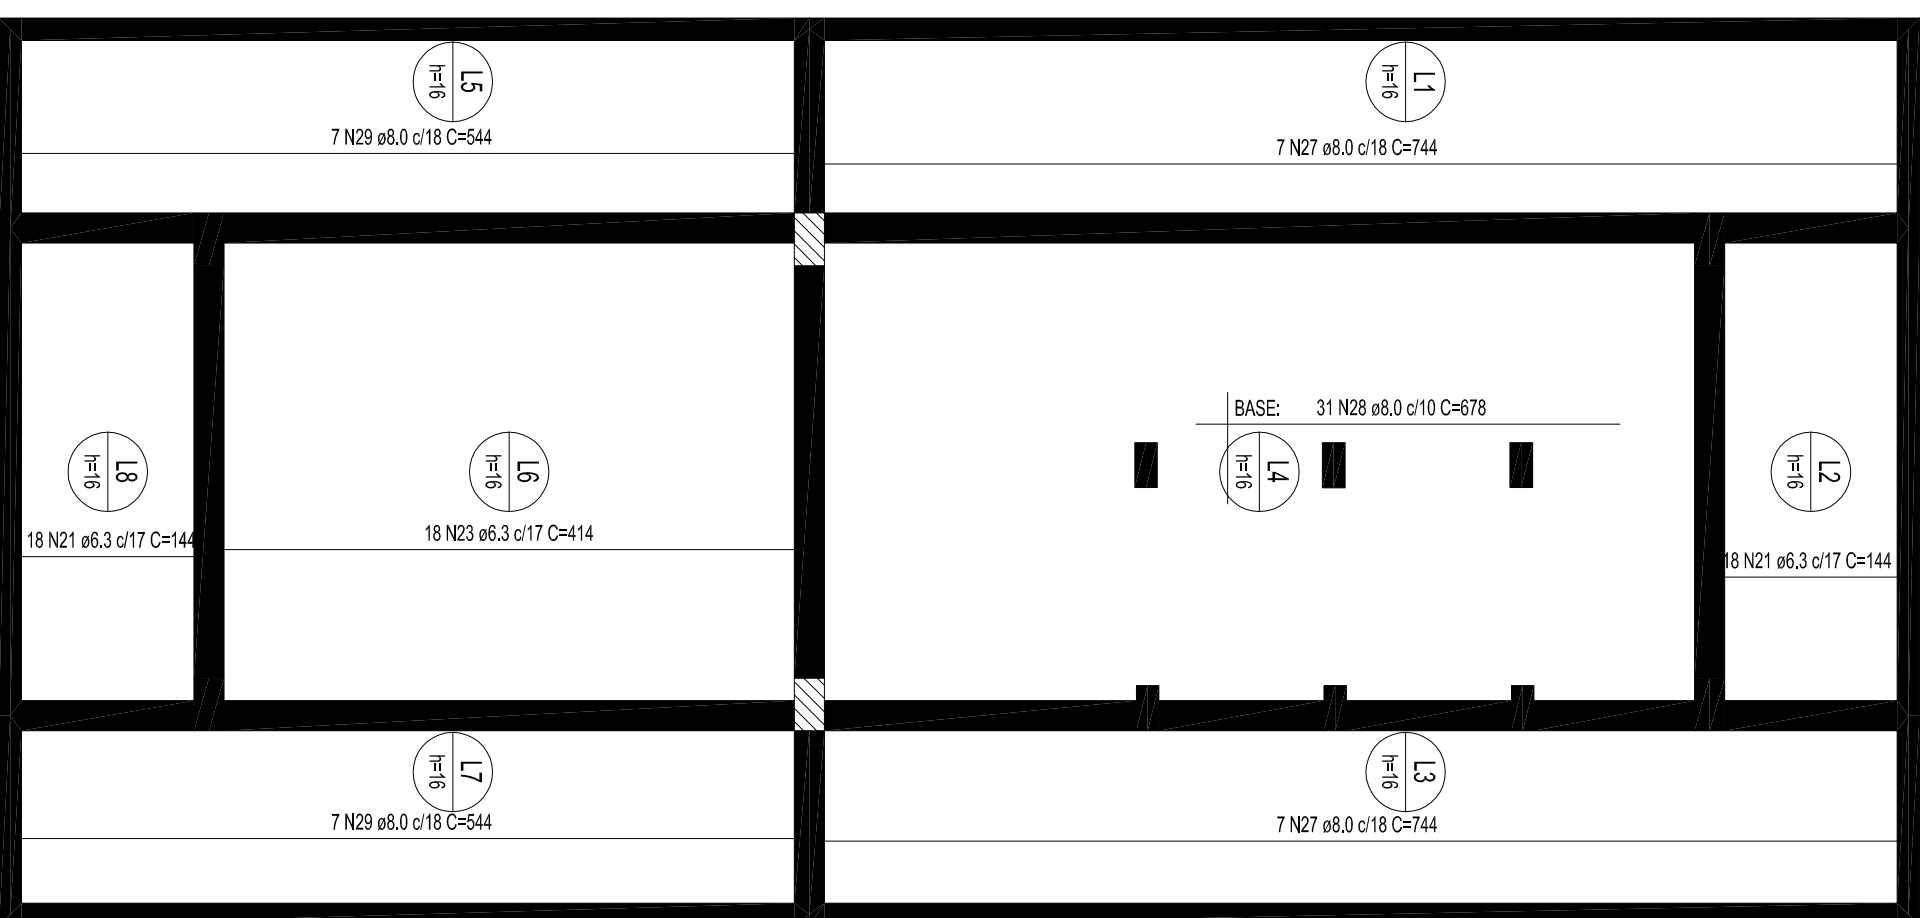 L5
h=16
7 N29 ø8.0 c/18 C=544
L1
h=16
7 N27 ø8.0 c/18 C=744
BASE: 31 N28 ø8.0 c/10 C=678
L8
h=16
18 N21 ø6.3 c/17 C=144
L6
h=16
18 N23 ø6.3 c/17 C=414
L4
h=16
L2
h=16
18 N21 ø6.3 c/17 C=144
L7
h=16
7 N29 ø8.0 c/18 C=544
L3
h=16
7 N27 ø8.0 c/18 C=744